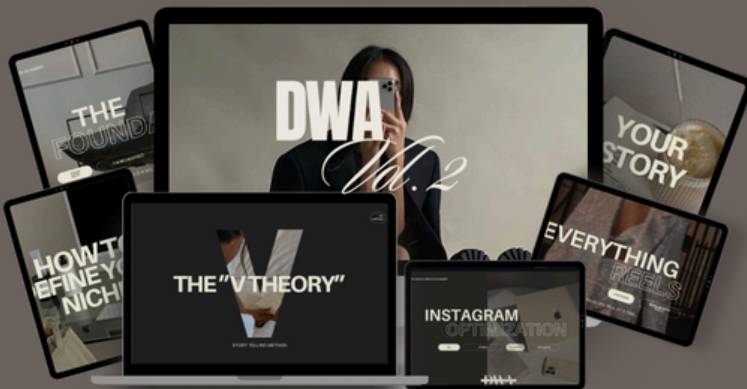 THE
FOUNDA
DWA
Vol. 2
YOUR
STORY
HOW TO
EFINE YO
NICH
THE "V THEORY"
STORY TELLING METHOD
EVERYTHING
REELS
INSTAGRAM
OPTIMIZATION
DWA